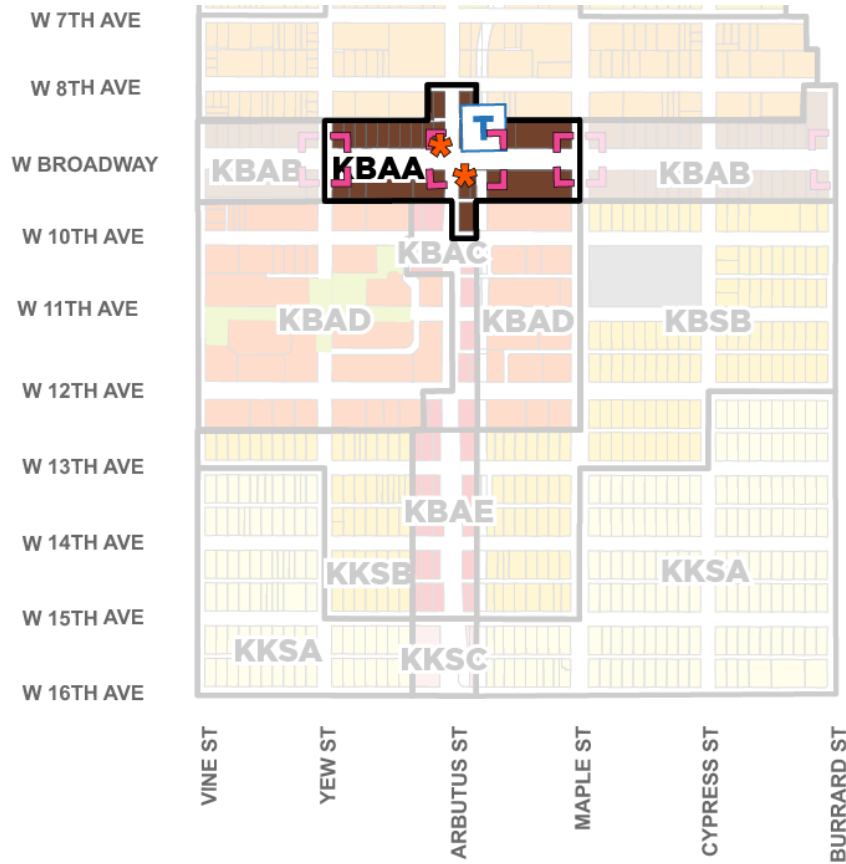 W 7TH AVE
W 8TH AVE
T
W BROADWAY
KBAB
KBAA
KBAB
W 10TH AVE
KBAC
W 11TH AVE
KBAD
KBAD
KBSB
W 12TH AVE
W 13TH AVE
KBAE
W 14TH AVE
KKSB
KKSA
W 15TH AVE
KKSA
KKSC
W 16TH AVE
VINE ST
YEW ST
ARBUTUS ST
MAPLE ST
CYPRESS ST
BURRARD ST